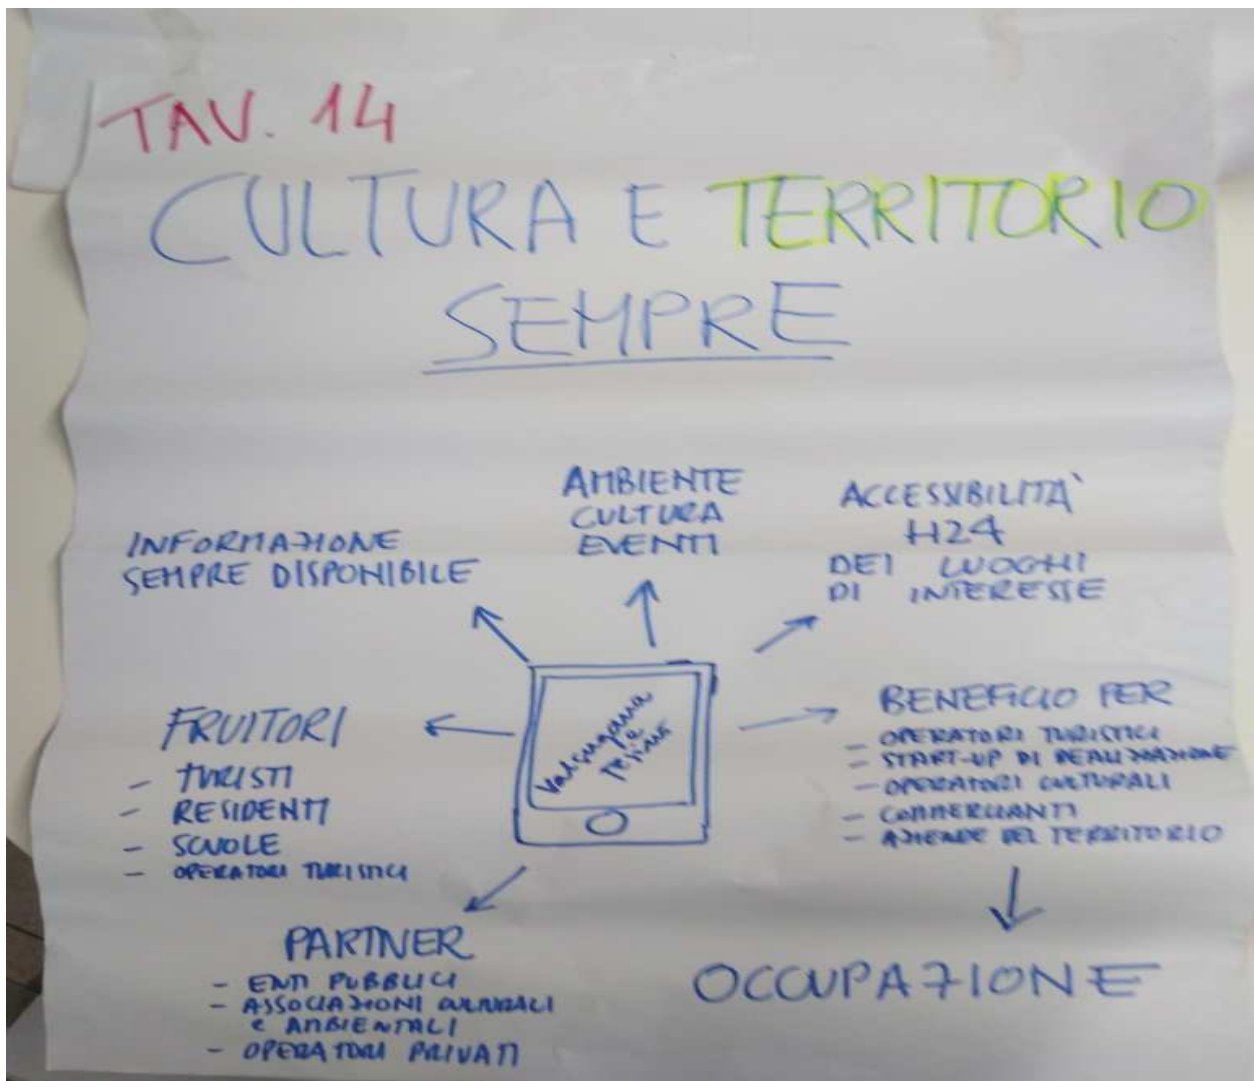 TAV. 14
CULTURA E TERRITORIO
SEMPRE
INFORMAZIONE
SEMPRE DISPONIBILE
AMBIENTE
CULTURA
EVENTI
ACCESSIBILITÀ
H24
DEI LUOGHI
DI INTERESSE
FRUITORI
- TURISTI
- RESIDENTI
- SCUOLE
- OPERATORI TURISTICI
Valsugana
e
Tesino
BENEFICIO PER
- OPERATORI TURISTICI
- START-UP DI REALIZZAZIONE
- OPERATORI CULTURALI
- COMMERCIANTI
- AZIENDE DEL TERRITORIO
PARTNER
- ENTI PUBBLICI
- ASSOCIAZIONI CULTURALI
e AMBIENTALI
- OPERATORI PRIVATI
OCCUPAZIONE